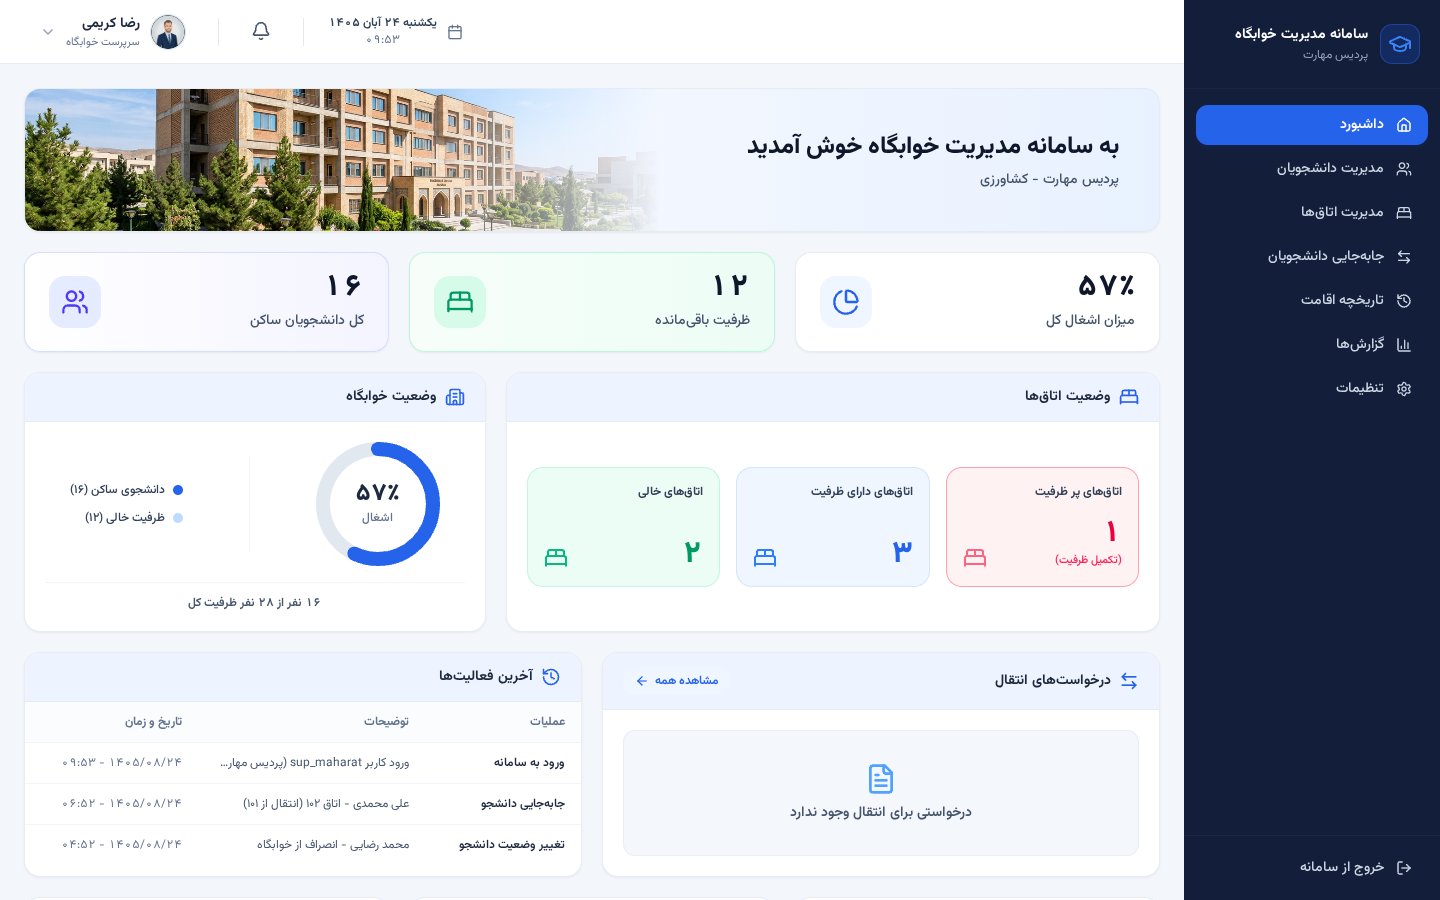 سامانه مدیریت خوابگاه
پردیس مهارت
داشبورد
مدیریت دانشجویان
مدیریت اتاق‌ها
جابه‌جایی دانشجویان
تاریخچه اقامت
گزارش‌ها
تنظیمات
خروج از سامانه
یکشنبه ۲۴ آبان ۱۴۰۵
۰۹:۵۳
رضا کریمی
سرپرست خوابگاه
به سامانه مدیریت خوابگاه خوش آمدید
پردیس مهارت - کشاورزی
۵۷٪
میزان اشغال کل
۱۲
ظرفیت باقی‌مانده
۱۶
کل دانشجویان ساکن
وضعیت اتاق‌ها
اتاق‌های پر ظرفیت
۱
(تکمیل ظرفیت)
اتاق‌های دارای ظرفیت
۳
اتاق‌های خالی
۲
وضعیت خوابگاه
۵۷٪
اشغال
دانشجوی ساکن (۱۶)
ظرفیت خالی (۱۲)
۱۶ نفر از ۲۸ نفر ظرفیت کل
درخواست‌های انتقال
مشاهده همه
درخواستی برای انتقال وجود ندارد
آخرین فعالیت‌ها
عملیات توضیحات تاریخ و زمان
ورود به سامانه ورود کاربر sup_maharat (پردیس مهار... ۱۴۰۵/۰۸/۲۴ - ۰۹:۵۳
جابه‌جایی دانشجو علی محمدی - اتاق ۱۰۲ (انتقال از ۱۰۱) ۱۴۰۵/۰۸/۲۴ - ۰۶:۵۲
تغییر وضعیت دانشجو محمد رضایی - انصراف از خوابگاه ۱۴۰۵/۰۸/۲۴ - ۰۴:۵۲